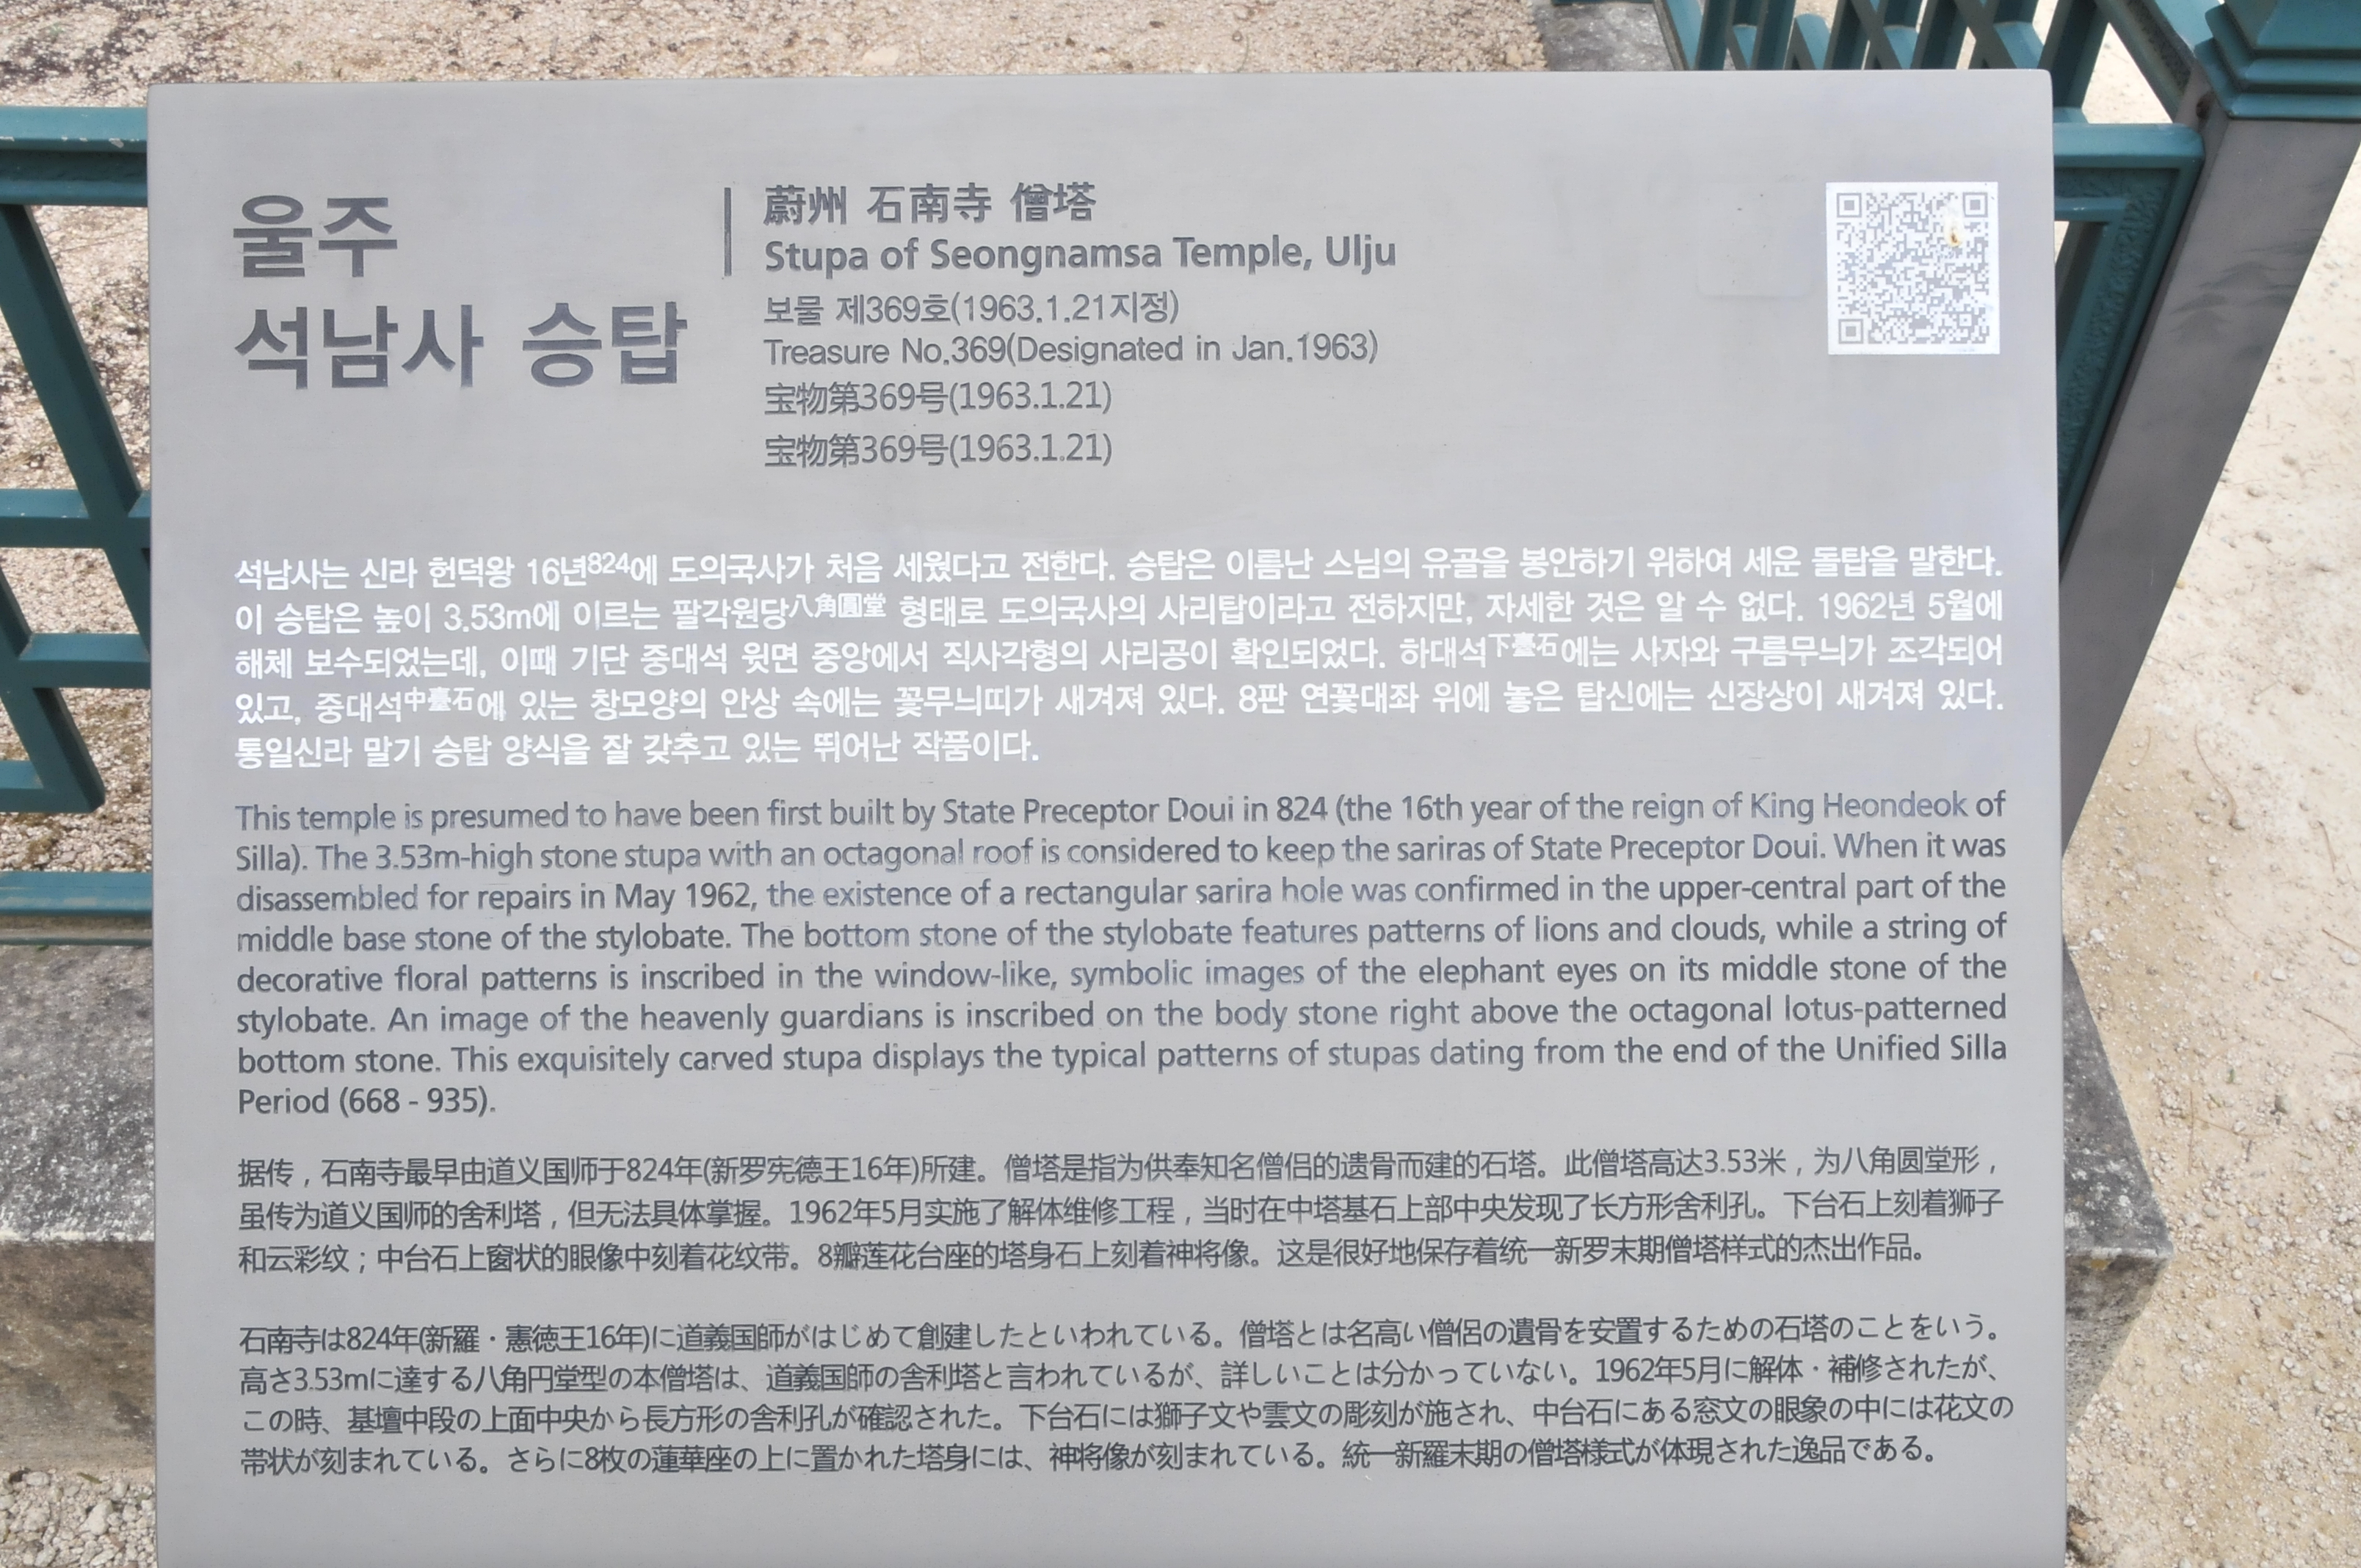 울주
석남사 승탑
蔚州 石南寺 僧塔
Stupa of Seongnamsa Temple, Ulju
보물 제369호(1963.1.21지정)
Treasure No.369(Designated in Jan.1963)
宝物第369号(1963.1.21)
宝物第369号(1963.1.21)
석남사는 신라 헌덕왕 16년824에 도의국사가 처음 세웠다고 전한다. 승탑은 이름난 스님의 유골을 봉안하기 위하여 세운 돌탑을 말한다.
이 승탑은 높이 3.53m에 이르는 팔각원당八角圓堂 형태로 도의국사의 사리탑이라고 전하지만, 자세한 것은 알 수 없다. 1962년 5월에
해체 보수되었는데, 이때 기단 중대석 윗면 중앙에서 직사각형의 사리공이 확인되었다. 하대석下臺石에는 사자와 구름무늬가 조각되어
있고, 중대석中臺石에 있는 창모양의 안상 속에는 꽃무늬띠가 새겨져 있다. 8판 연꽃대좌 위에 놓은 탑신에는 신장상이 새겨져 있다.
통일신라 말기 승탑 양식을 잘 갖추고 있는 뛰어난 작품이다.
This temple is presumed to have been first built by State Preceptor Doui in 824 (the 16th year of the reign of King Heondeok of
Silla). The 3.53m-high stone stupa with an octagonal roof is considered to keep the sariras of State Preceptor Doui. When it was
disassembled for repairs in May 1962, the existence of a rectangular sarira hole was confirmed in the upper-central part of the
middle base stone of the stylobate. The bottom stone of the stylobate features patterns of lions and clouds, while a string of
decorative floral patterns is inscribed in the window-like, symbolic images of the elephant eyes on its middle stone of the
stylobate. An image of the heavenly guardians is inscribed on the body stone right above the octagonal lotus-patterned
bottom stone. This exquisitely carved stupa displays the typical patterns of stupas dating from the end of the Unified Silla
Period (668 - 935).
据传，石南寺最早由道义国师于824年(新罗宪德王16年)所建。僧塔是指为供奉知名僧侣的遗骨而建的石塔。此僧塔高达3.53米，为八角圆堂形，
虽传为道义国师的舍利塔，但无法具体掌握。1962年5月实施了解体维修工程，当时在中塔基石上部中央发现了长方形舍利孔。下台石上刻着狮子
和云彩纹；中台石上窗状的眼像中刻着花纹带。8瓣莲花台座的塔身石上刻着神将像。这是很好地保存着统一新罗末期僧塔样式的杰出作品。
石南寺は824年(新羅・憲徳王16年)に道義国師がはじめて創建したといわれている。僧塔とは名高い僧侶の遺骨を安置するための石塔のことをいう。
高さ3.53mに達する八角円堂型の本僧塔は、道義国師の舎利塔と言われているが、詳しいことは分かっていない。1962年5月に解体・補修されたが、
この時、基壇中段の上面中央から長方形の舎利孔が確認された。下台石には獅子文や雲文の彫刻が施され、中台石にある窓文の眼象の中には花文の
帯状が刻まれている。さらに8枚の蓮華座の上に置かれた塔身には、神将像が刻まれている。統一新羅末期の僧塔様式が体現された逸品である。